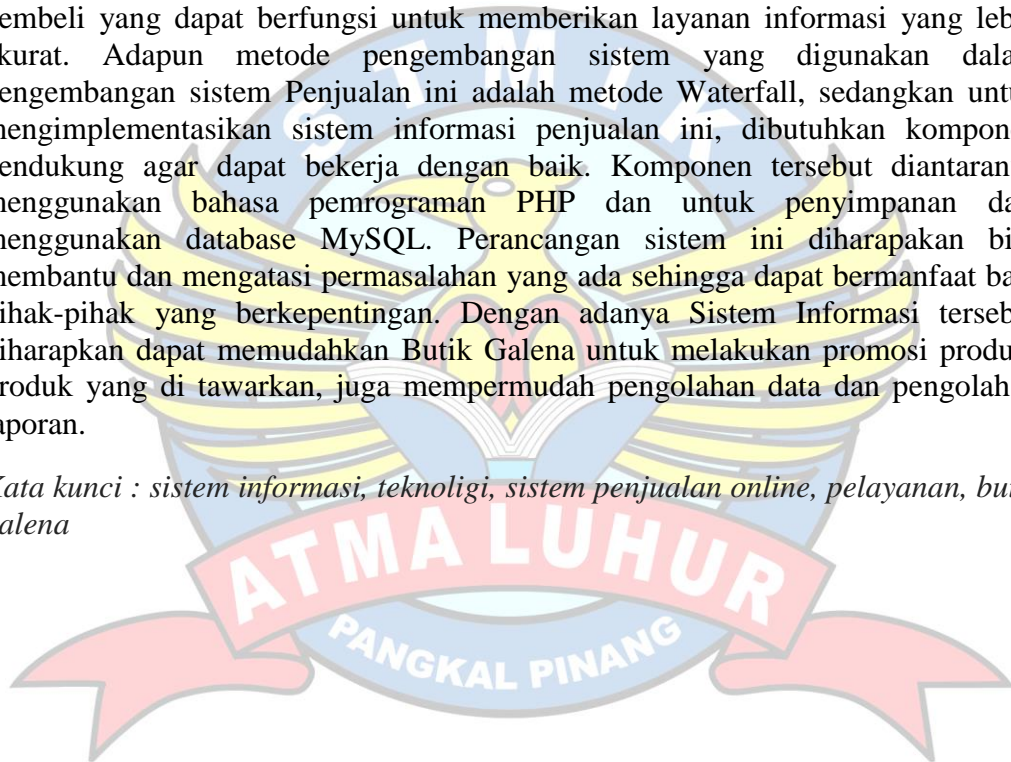 embeli yang dapat berfungsi untuk memberikan layanan informasi yang leb
kurat. Adapun metode pengembangan sistem yang digunakan dala
engembangan sistem Penjualan ini adalah metode Waterfall, sedangkan untu
engimplementasikan sistem informasi penjualan ini, dibutuhkan kompon
endukung agar dapat bekerja dengan baik. Komponen tersebut diantaran
enggunakan bahasa pemrograman PHP dan untuk penyimpanan da
enggunakan database MySQL. Perancangan sistem ini diharapakan bi
embantu dan mengatasi permasalahan yang ada sehingga dapat bermanfaat ba
ihak-pihak yang berkepentingan. Dengan adanya Sistem Informasi terseb
iharapkan dapat memudahkan Butik Galena untuk melakukan promosi produ
roduk yang di tawarkan, juga mempermudah pengolahan data dan pengolah
aporan.
Kata kunci : sistem informasi, teknoligi, sistem penjualan online, pelayanan, bu
alena
STMIK
ATMA LUHUR
PANGKAL PINANG